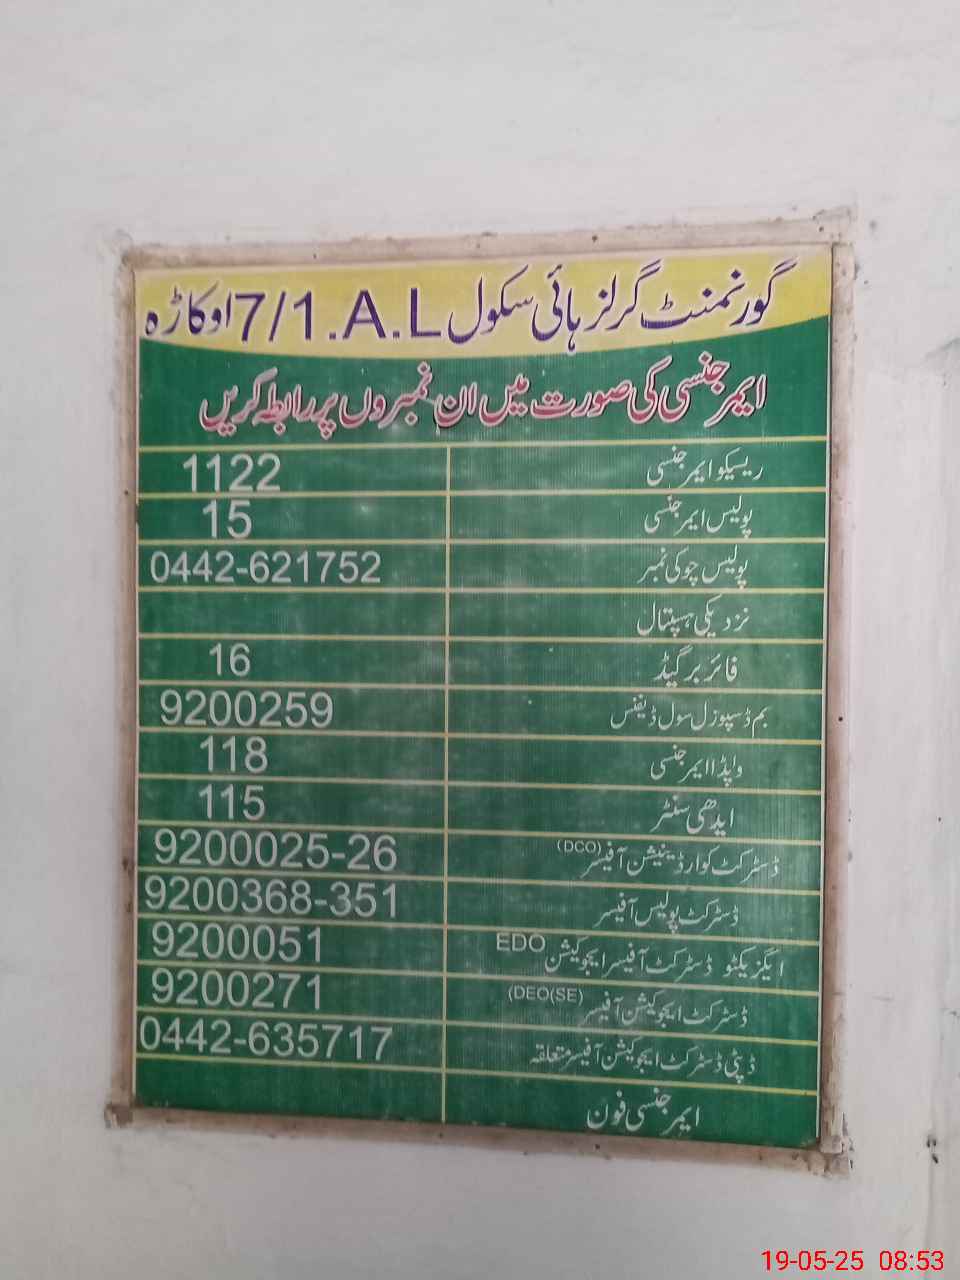 گورنمنٹ گرلز ہائی سکول 7/1.A.L اوکاڑہ
ایمرجنسی کی صورت میں ان نمبروں پر رابطہ کریں
ریسکیو ایمرجنسی 1122
پولیس ایمرجنسی 15
پولیس چوکی نمبر 0442-621752
نزدیکی ہسپتال
فائر برگیڈ 16
بم ڈسپوزل سول ڈیفنس 9200259
واپڈا ایمرجنسی 118
ایدھی سنٹر 115
ڈسٹرکٹ کوارڈینیشن آفیسر (DCO) 9200025-26
ڈسٹرکٹ پولیس آفیسر 9200368-351
ایگزیکٹو ڈسٹرکٹ آفیسر ایجوکیشن EDO 9200051
ڈسٹرکٹ ایجوکیشن آفیسر (DEO(SE) 9200271
ڈپٹی ڈسٹرکٹ ایجوکیشن آفیسر متعلقہ 0442-635717
ایمرجنسی فون
19-05-25 08:53